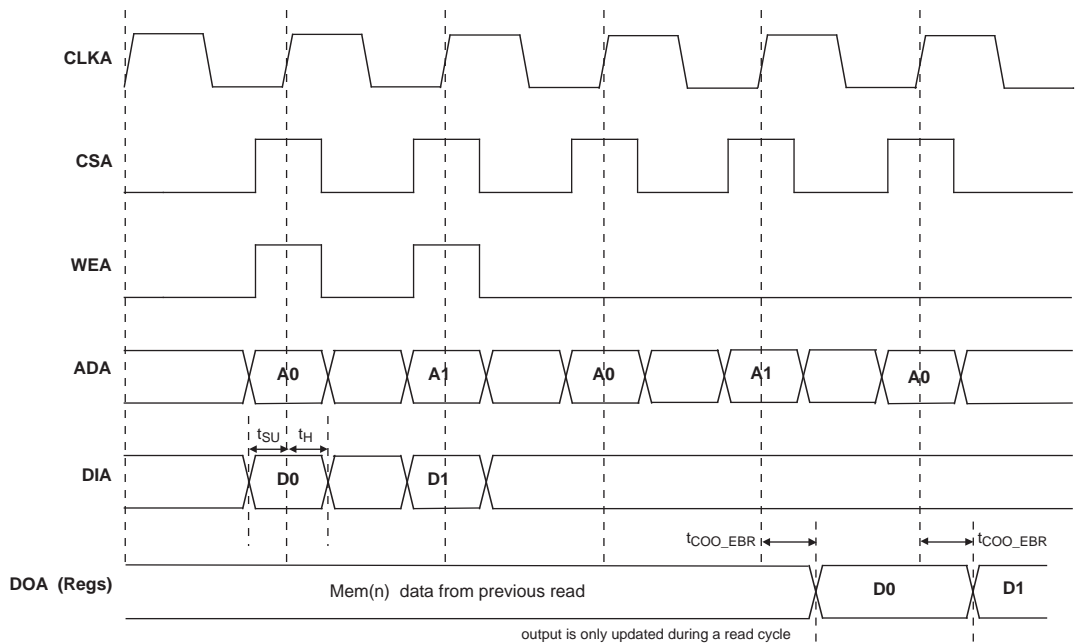 CLKA
CSA
WEA
ADA A0 A1 A0 A1 A0
tSU tH
DIA D0 D1
tCOO_EBR tCOO_EBR
DOA (Regs) Mem(n) data from previous read D0 D1
output is only updated during a read cycle